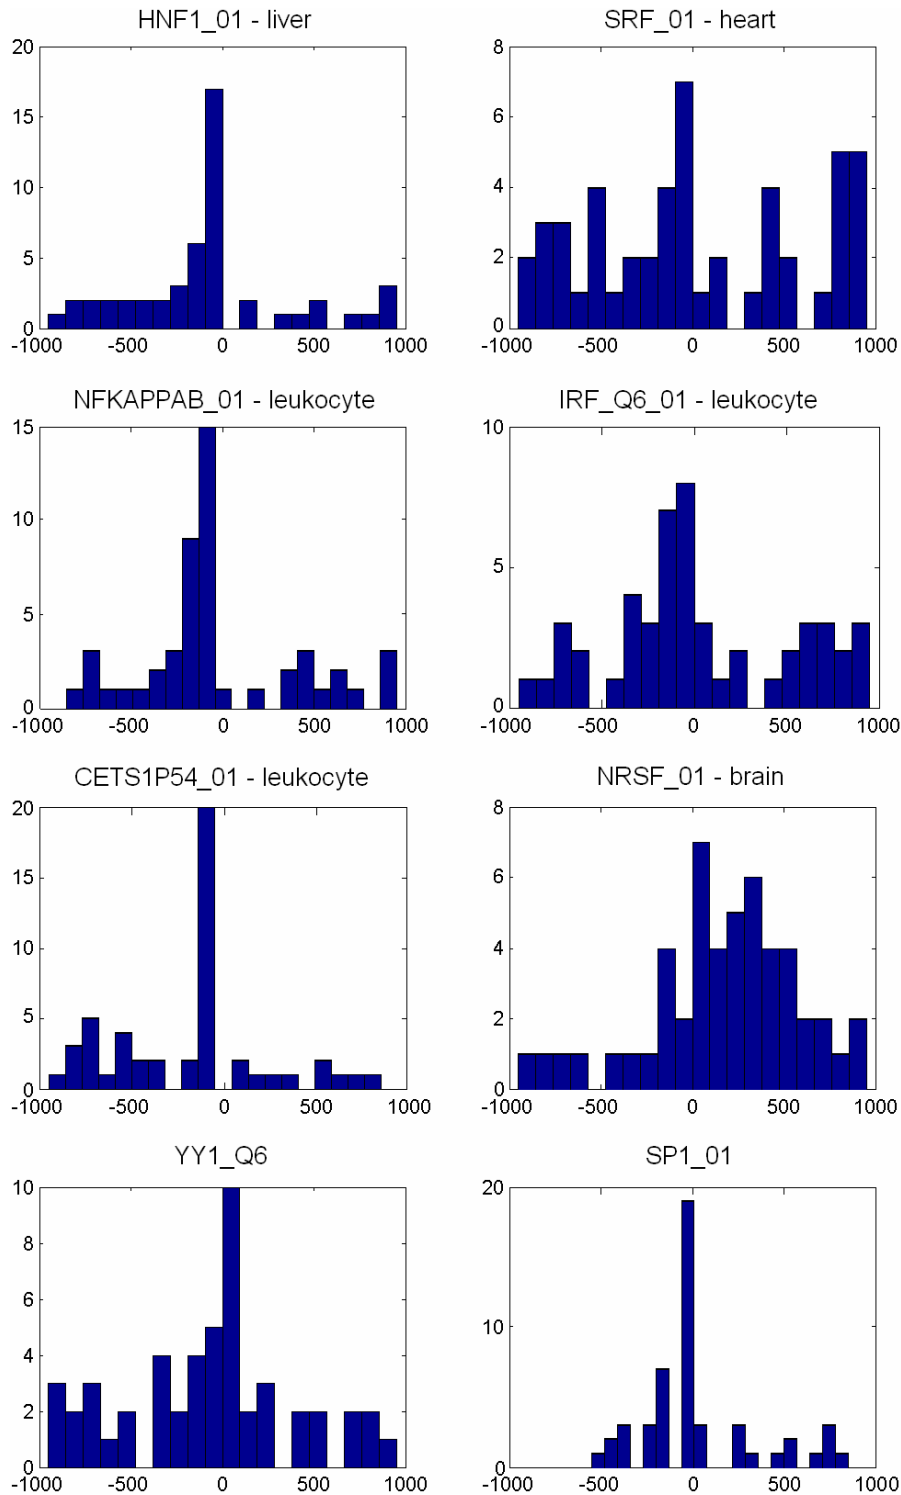 HNF1_01 - liver
20
15
10
5
0
-1000 -500 0 500 1000
SRF_01 - heart
8
6
4
2
0
-1000 -500 0 500 1000
NFKAPPAB_01 - leukocyte
15
10
5
0
-1000 -500 0 500 1000
IRF_Q6_01 - leukocyte
10
5
0
-1000 -500 0 500 1000
CETS1P54_01 - leukocyte
20
15
10
5
0
-1000 -500 0 500 1000
NRSF_01 - brain
8
6
4
2
0
-1000 -500 0 500 1000
YY1_Q6
10
8
6
4
2
0
-1000 -500 0 500 1000
SP1_01
20
10
0
-1000 -500 0 500 1000